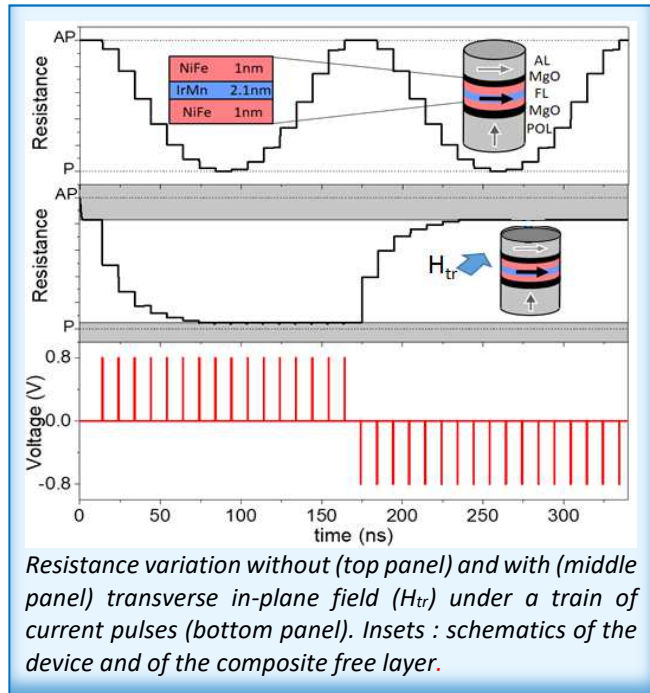 AP
Resistance
P
NiFe 1nm
IrMn 2.1nm
NiFe 1nm
AL
MgO
FL
MgO
POL
AP
Resistance
P
Htr
0.8
0.0
-0.8
Voltage (V)
0 50 100 150 200 250 300
time (ns)
Resistance variation without (top panel) and with (middle
panel) transverse in-plane field (Htr) under a train of
current pulses (bottom panel). Insets : schematics of the
device and of the composite free layer.